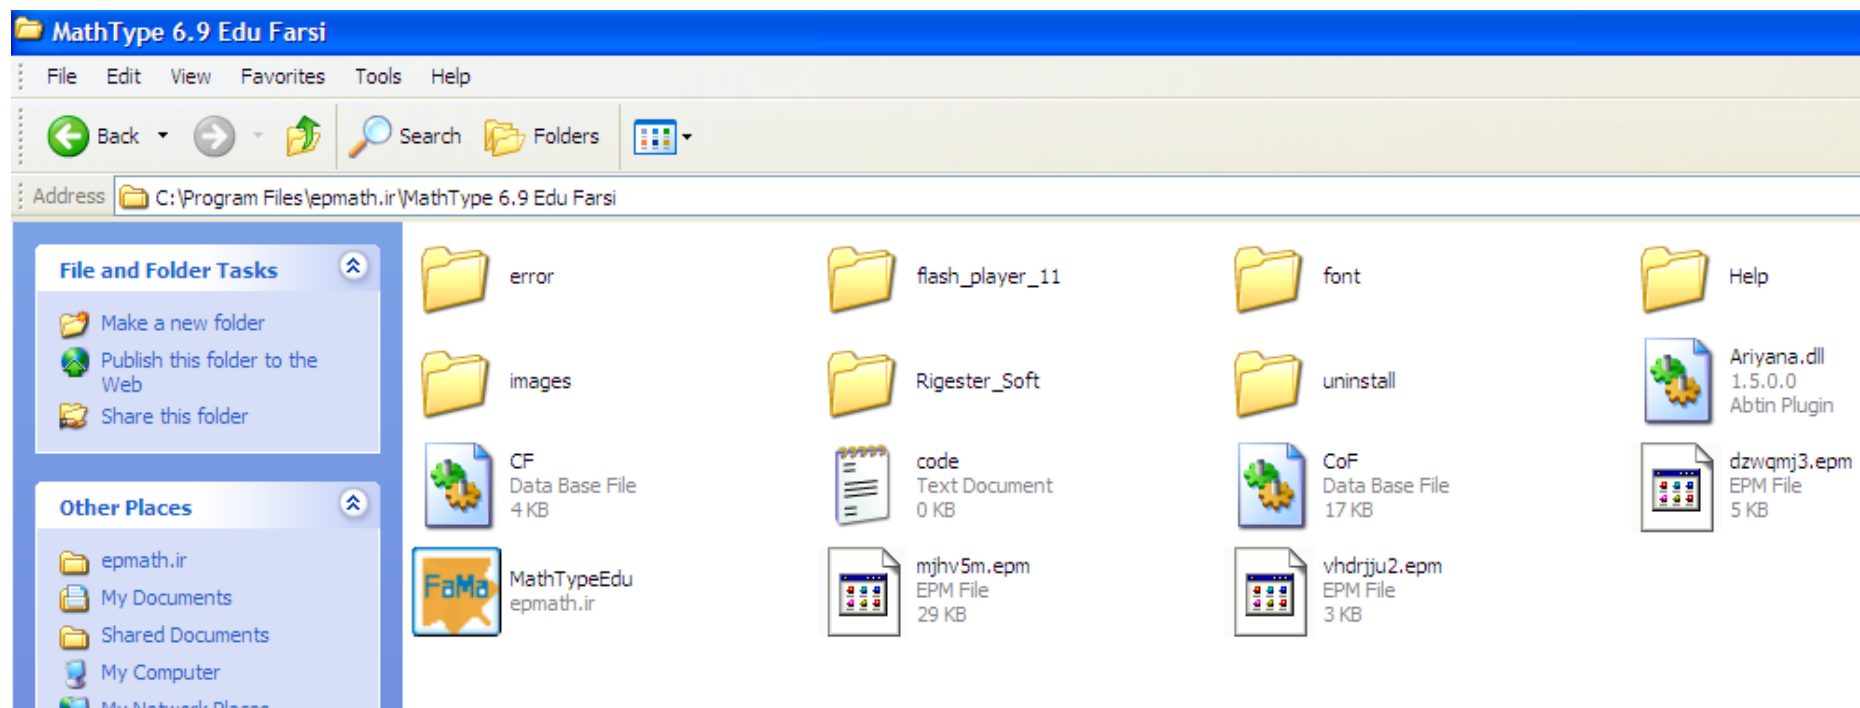 MathType 6.9 Edu Farsi
File Edit View Favorites Tools Help
Back Search Folders
Address C:\Program Files\epmath.ir\MathType 6.9 Edu Farsi
File and Folder Tasks
Make a new folder
Publish this folder to the
Web
Share this folder
Other Places
epmath.ir
My Documents
Shared Documents
My Computer
My Network Places
error
flash_player_11
font
Help
images
Rigester_Soft
uninstall
Ariyana.dll
1.5.0.0
Abtin Plugin
CF
Data Base File
4 KB
code
Text Document
0 KB
CoF
Data Base File
17 KB
dzwqmj3.epm
EPM File
5 KB
FaMa
MathTypeEdu
epmath.ir
mjhv5m.epm
EPM File
29 KB
vhdrjju2.epm
EPM File
3 KB